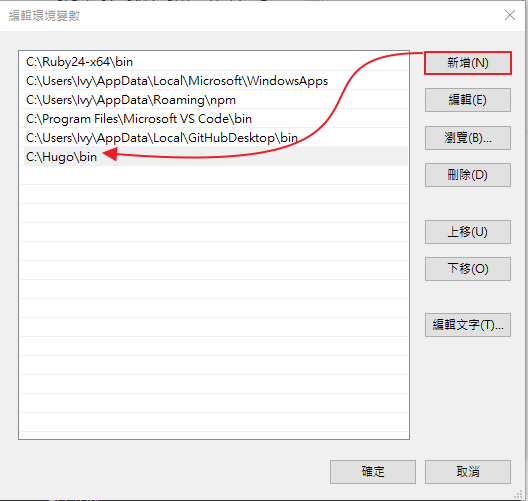 編輯環境變數
C:\Ruby24-x64\bin
C:\Users\Ivy\AppData\Local\Microsoft\WindowsApps
C:\Users\Ivy\AppData\Roaming\npm
C:\Program Files\Microsoft VS Code\bin
C:\Users\Ivy\AppData\Local\GitHubDesktop\bin
C:\Hugo\bin
新增(N)
編輯(E)
瀏覽(B)...
刪除(D)
上移(U)
下移(O)
編輯文字(T)...
確定
取消